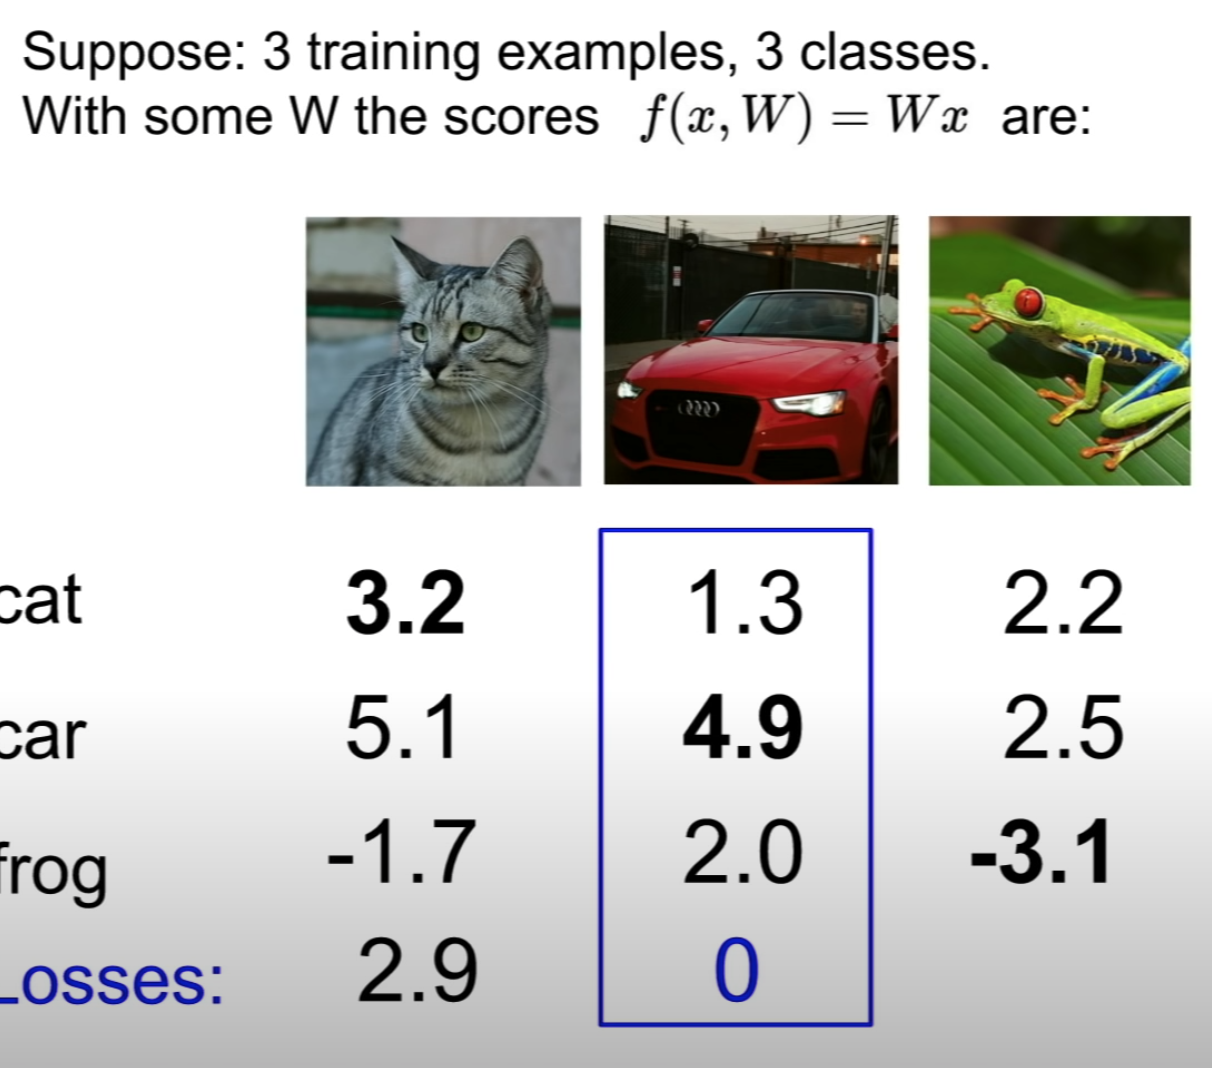 Suppose: 3 training examples, 3 classes.
With some W the scores f(x, W) = Wx are:
cat 3.2 1.3 2.2
car 5.1 4.9 2.5
frog -1.7 2.0 -3.1
Losses: 2.9 0